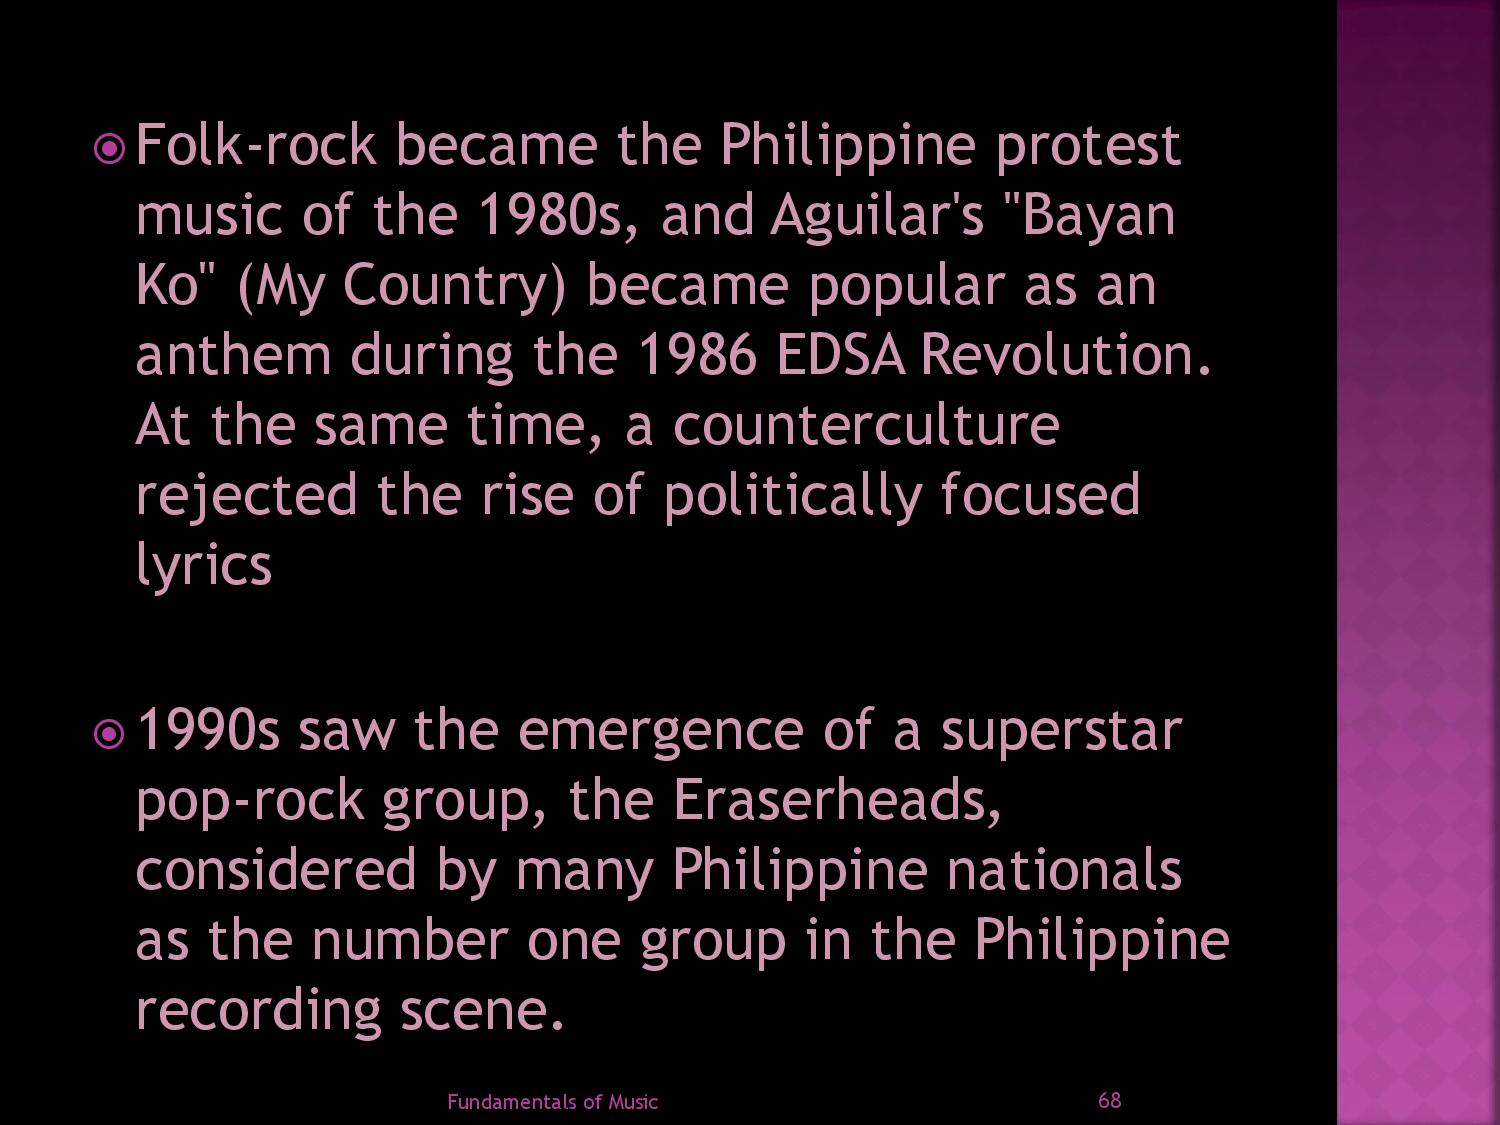 Folk-rock became the Philippine protest
music of the 1980s, and Aguilar's "Bayan
Ko" (My Country) became popular as an
anthem during the 1986 EDSA Revolution.
At the same time, a counterculture
rejected the rise of politically focused
lyrics
1990s saw the emergence of a superstar
pop-rock group, the Eraserheads,
considered by many Philippine nationals
as the number one group in the Philippine
recording scene.
Fundamentals of Music
68